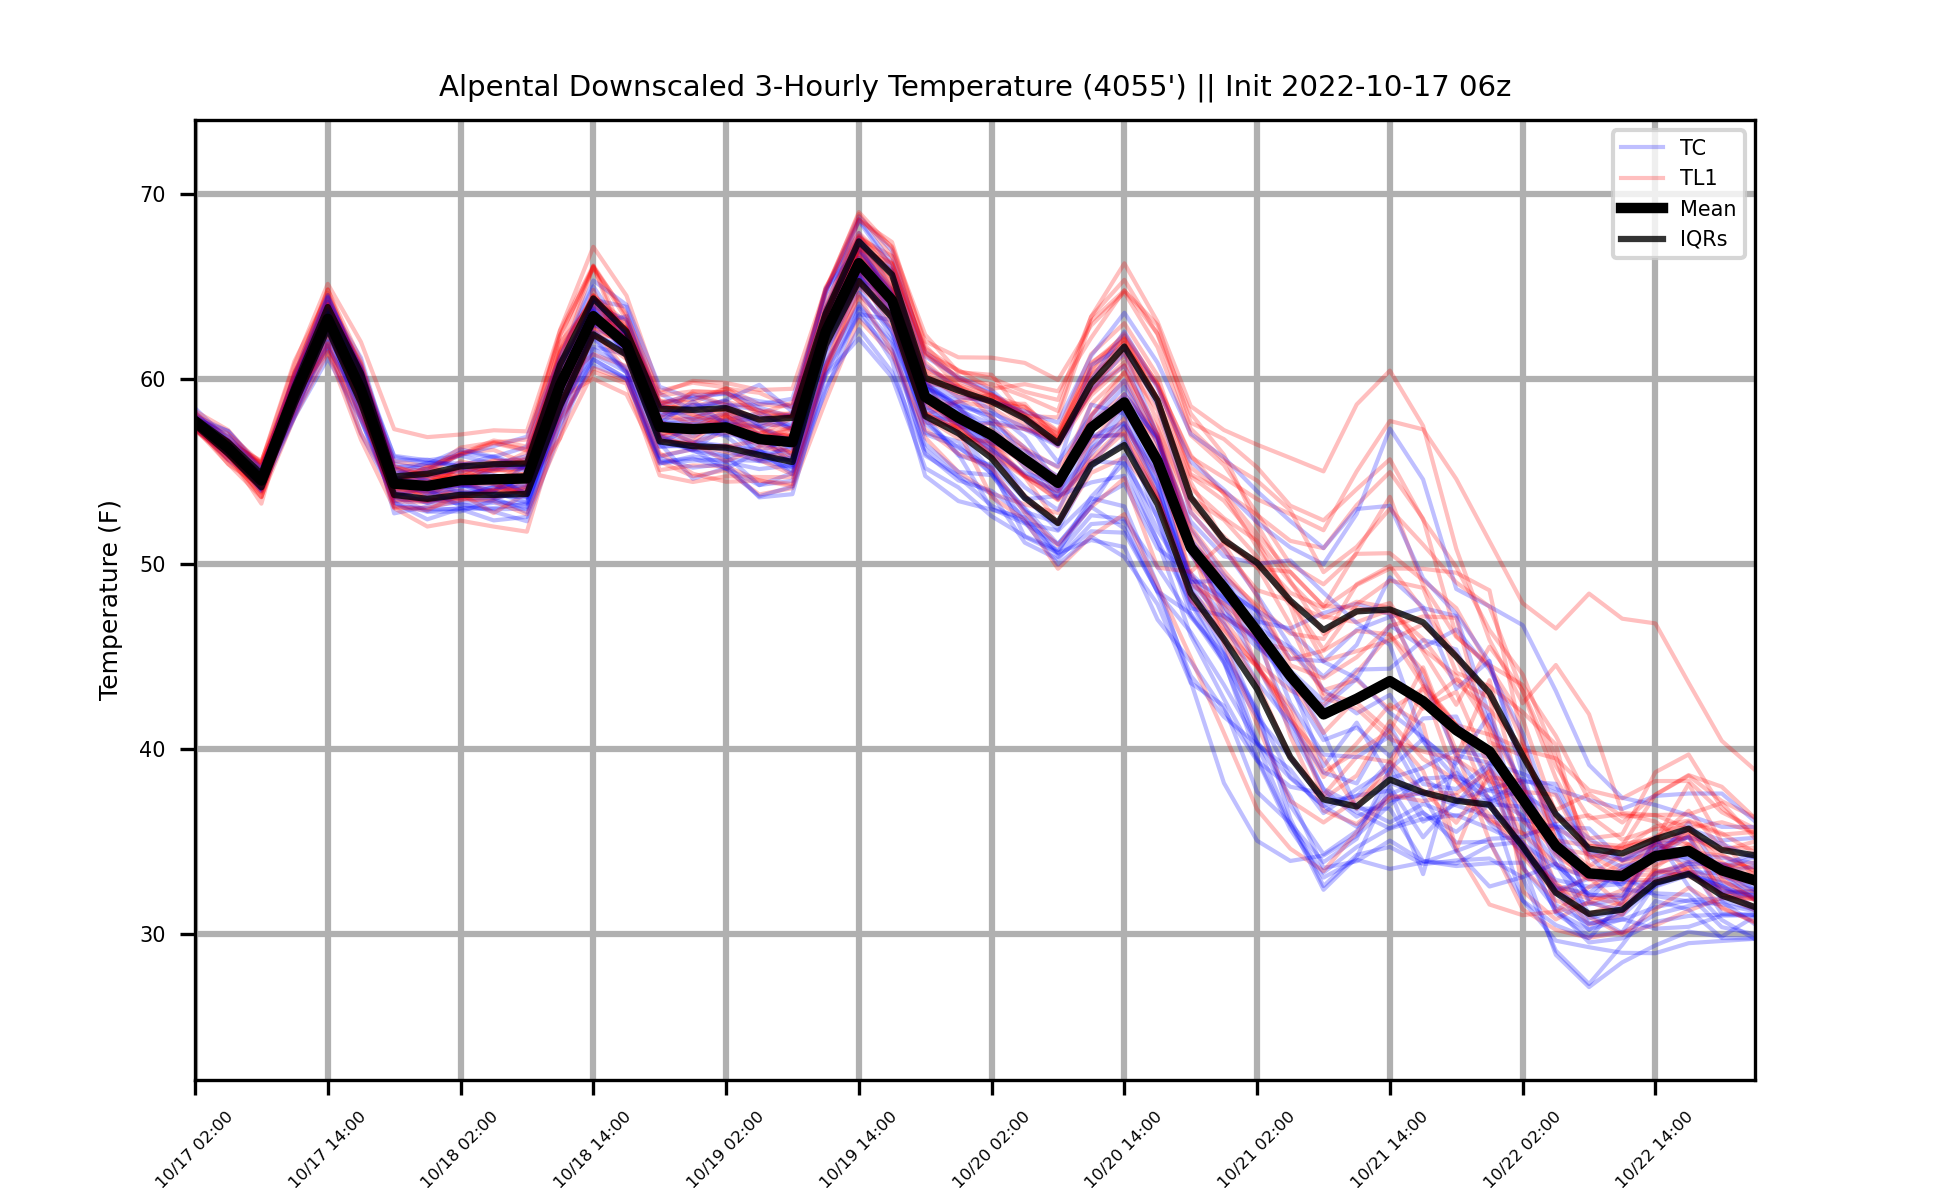 Alpental Downscaled 3-Hourly Temperature (4055') || Init 2022-10-17 06z
TC
TL1
Mean
IQRs
Temperature (F)
70
60
50
40
30
10/17 02:00
10/17 14:00
10/18 02:00
10/18 14:00
10/19 02:00
10/19 14:00
10/20 02:00
10/20 14:00
10/21 02:00
10/21 14:00
10/22 02:00
10/22 14:00